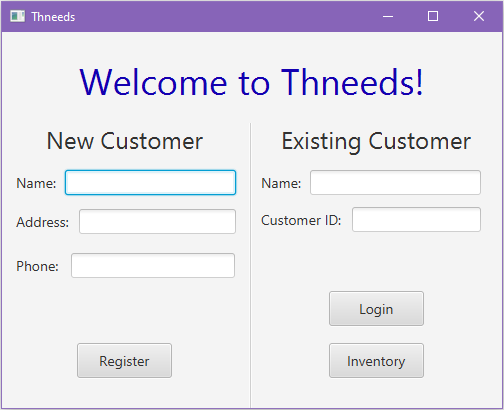 Thneeds
Welcome to Thneeds!
New Customer
Name:
Address:
Phone:
Register
Existing Customer
Name:
Customer ID:
Login
Inventory